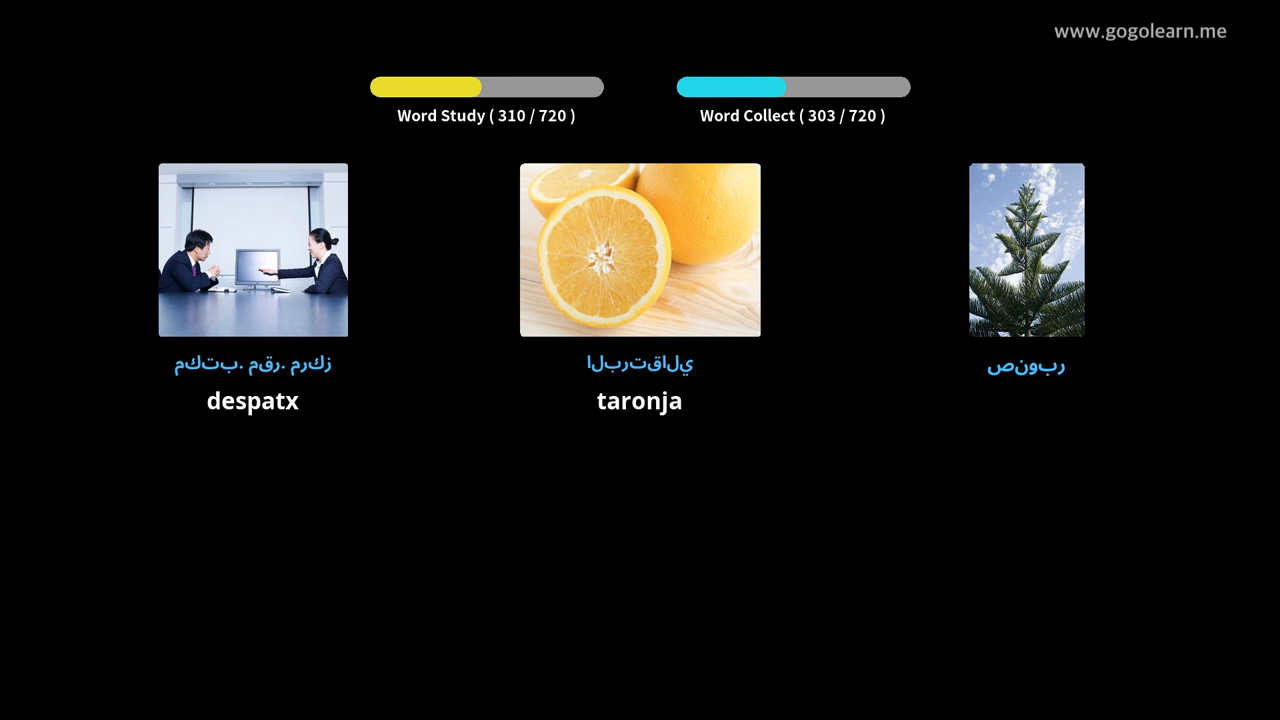 www.gogolearn.me
Word Study ( 310 / 720 )
Word Collect ( 303 / 720 )
مكتب. مقر. مركز
البرتقالي
صنوبر
despatx
taronja